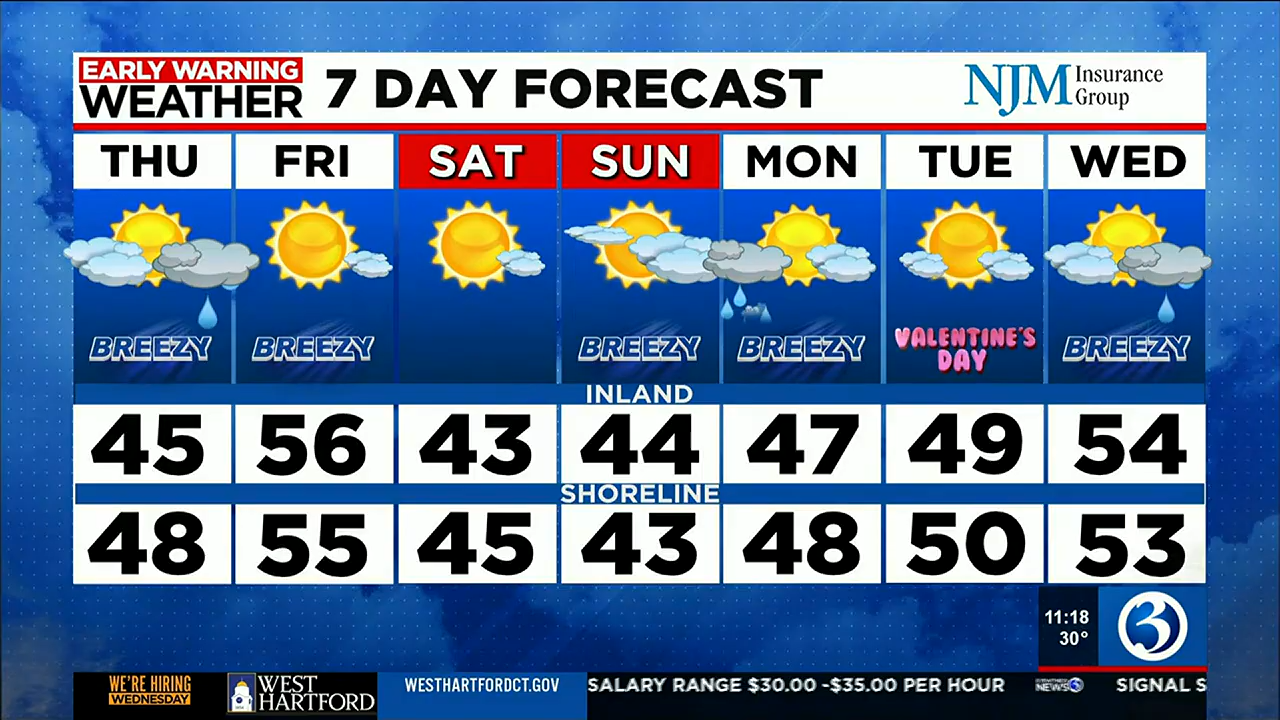 EARLY WARNING
WEATHER
7 DAY FORECAST
NJM Insurance
Group
THU FRI SAT SUN MON TUE WED
BREEZY BREEZY BREEZY BREEZY VALENTINE'S DAY BREEZY
INLAND
45 56 43 44 47 49 54
SHORELINE
48 55 45 43 48 50 53
11:18
30°
3
WE'RE HIRING
WEDNESDAY
WEST
HARTFORD
WESTHARTFORDCT.GOV
SALARY RANGE $30.00 -$35.00 PER HOUR
EYEWITNESS
NEWS 3
SIGNAL S